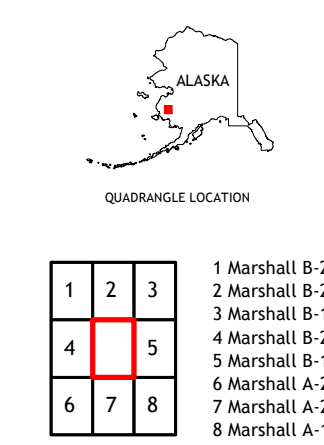 ALASKA
QUADRANGLE LOCATION
1 2 3
4 5
6 7 8
1 Marshall B-2
2 Marshall B-2
3 Marshall B-1
4 Marshall B-2
5 Marshall B-1
6 Marshall A-2
7 Marshall A-2
8 Marshall A-1